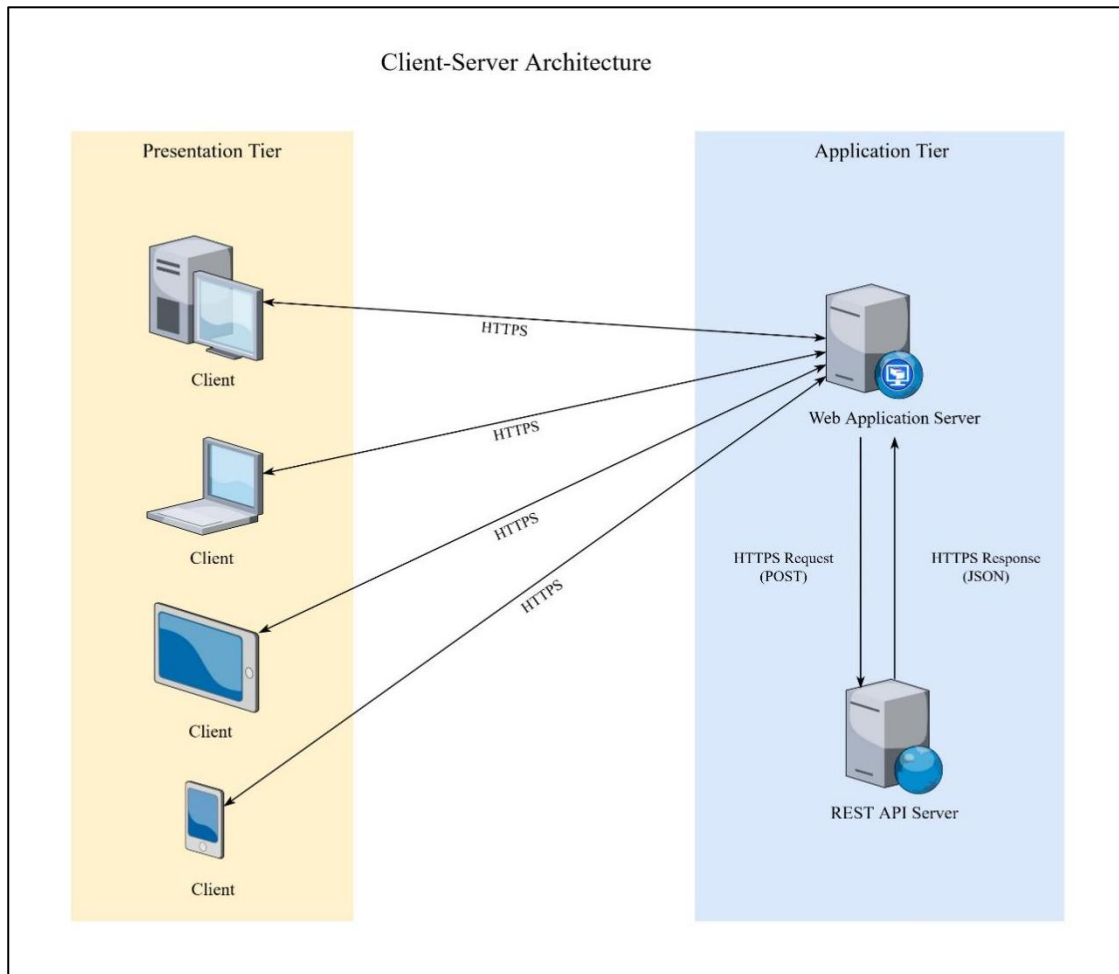 Client-Server Architecture
Presentation Tier
Application Tier
HTTPS
Client
Web Application Server
HTTPS
Client
HTTPS
HTTPS Request
(POST)
HTTPS Response
(JSON)
HTTPS
Client
REST API Server
Client